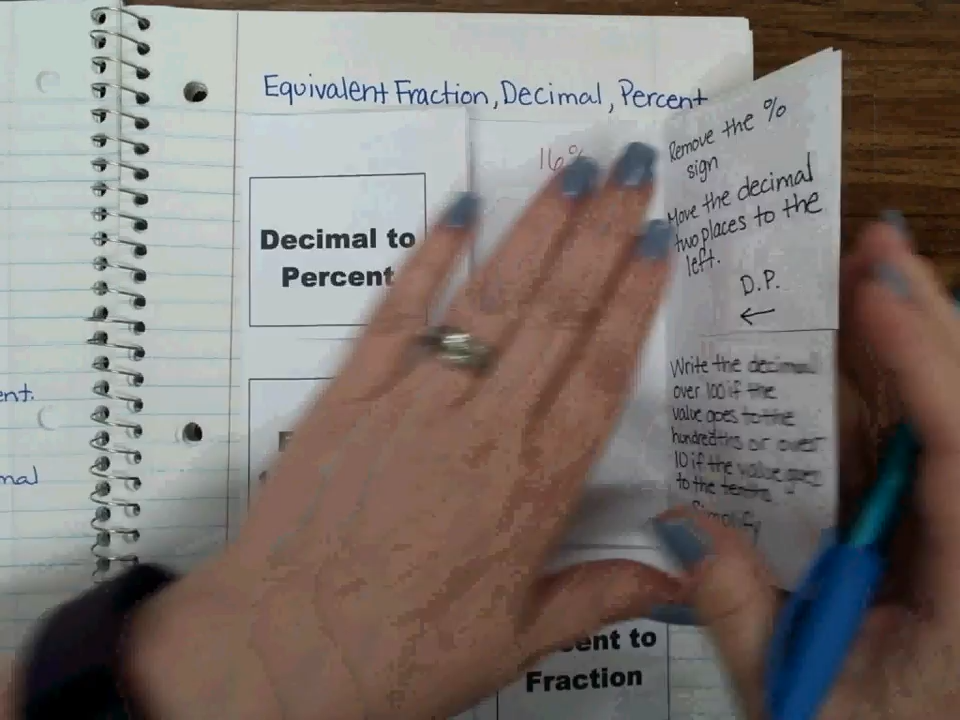 Equivalent Fraction, Decimal, Percent
Decimal to
Percent
16%
Remove the %
sign
Move the decimal
two places to the
left.
D.P.
←
Write the decimal
over 100 if the
value goes to the
hundredths or over
10 if the value goes
to the tenths
Simplify
ent to
Fraction
ent.
mal